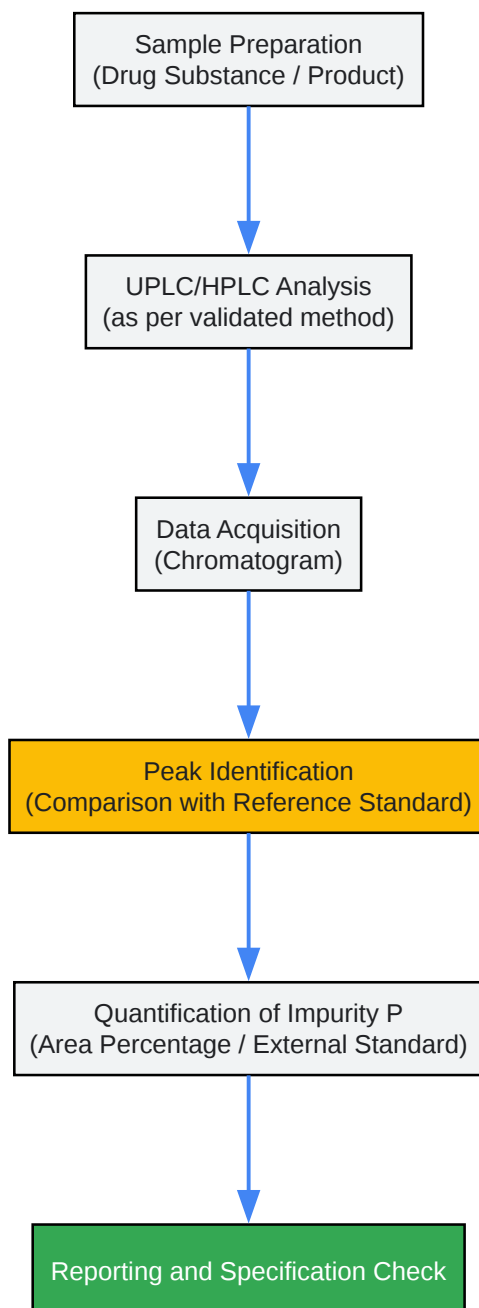 Sample Preparation
(Drug Substance / Product)
UPLC/HPLC Analysis
(as per validated method)
Data Acquisition
(Chromatogram)
Peak Identification
(Comparison with Reference Standard)
Quantification of Impurity P
(Area Percentage / External Standard)
Reporting and Specification Check